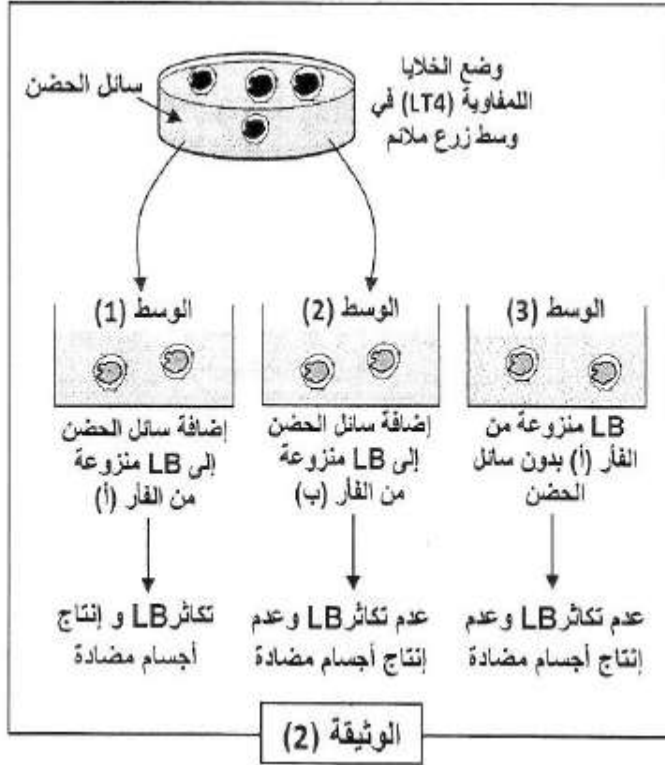 سائل الحضن
وضع الخلايا
اللمفاوية (LT4) في
وسط زرع ملائم
الوسط (1)
إضافة سائل الحضن
إلى LB منزوعة
من الفأر (أ)
تكاثر LB و إنتاج
أجسام مضادة
الوسط (2)
إضافة سائل الحضن
إلى LB منزوعة
من الفأر (ب)
عدم تكاثر LB وعدم
إنتاج أجسام مضادة
الوسط (3)
LB منزوعة من
الفأر (أ) بدون سائل
الحضن
عدم تكاثر LB وعدم
إنتاج أجسام مضادة
الوثيقة (2)